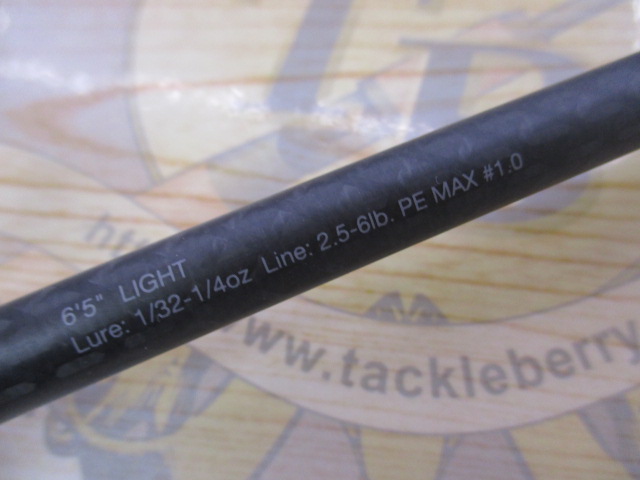 6'5" LIGHT
Lure: 1/32-1/4oz Line: 2.5-6lb. PE MAX #1.0
www.tackleberry